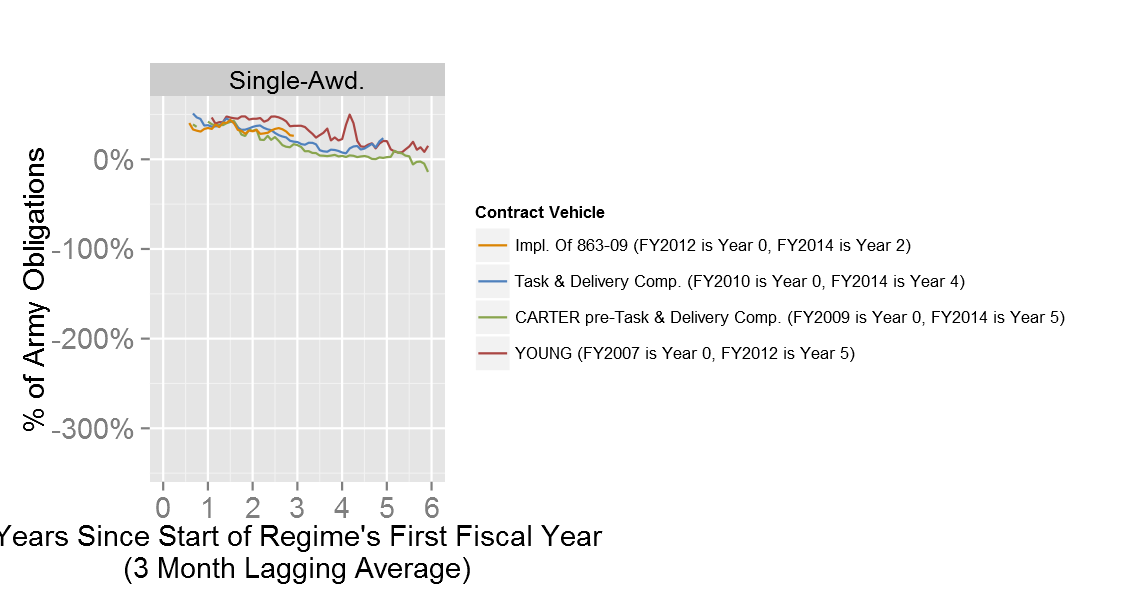 Single-Awd.
% of Army Obligations
0%
-100%
-200%
-300%
0 1 2 3 4 5 6
Years Since Start of Regime's First Fiscal Year
(3 Month Lagging Average)
Contract Vehicle
Impl. Of 863-09 (FY2012 is Year 0, FY2014 is Year 2)
Task & Delivery Comp. (FY2010 is Year 0, FY2014 is Year 4)
CARTER pre-Task & Delivery Comp. (FY2009 is Year 0, FY2014 is Year 5)
YOUNG (FY2007 is Year 0, FY2012 is Year 5)